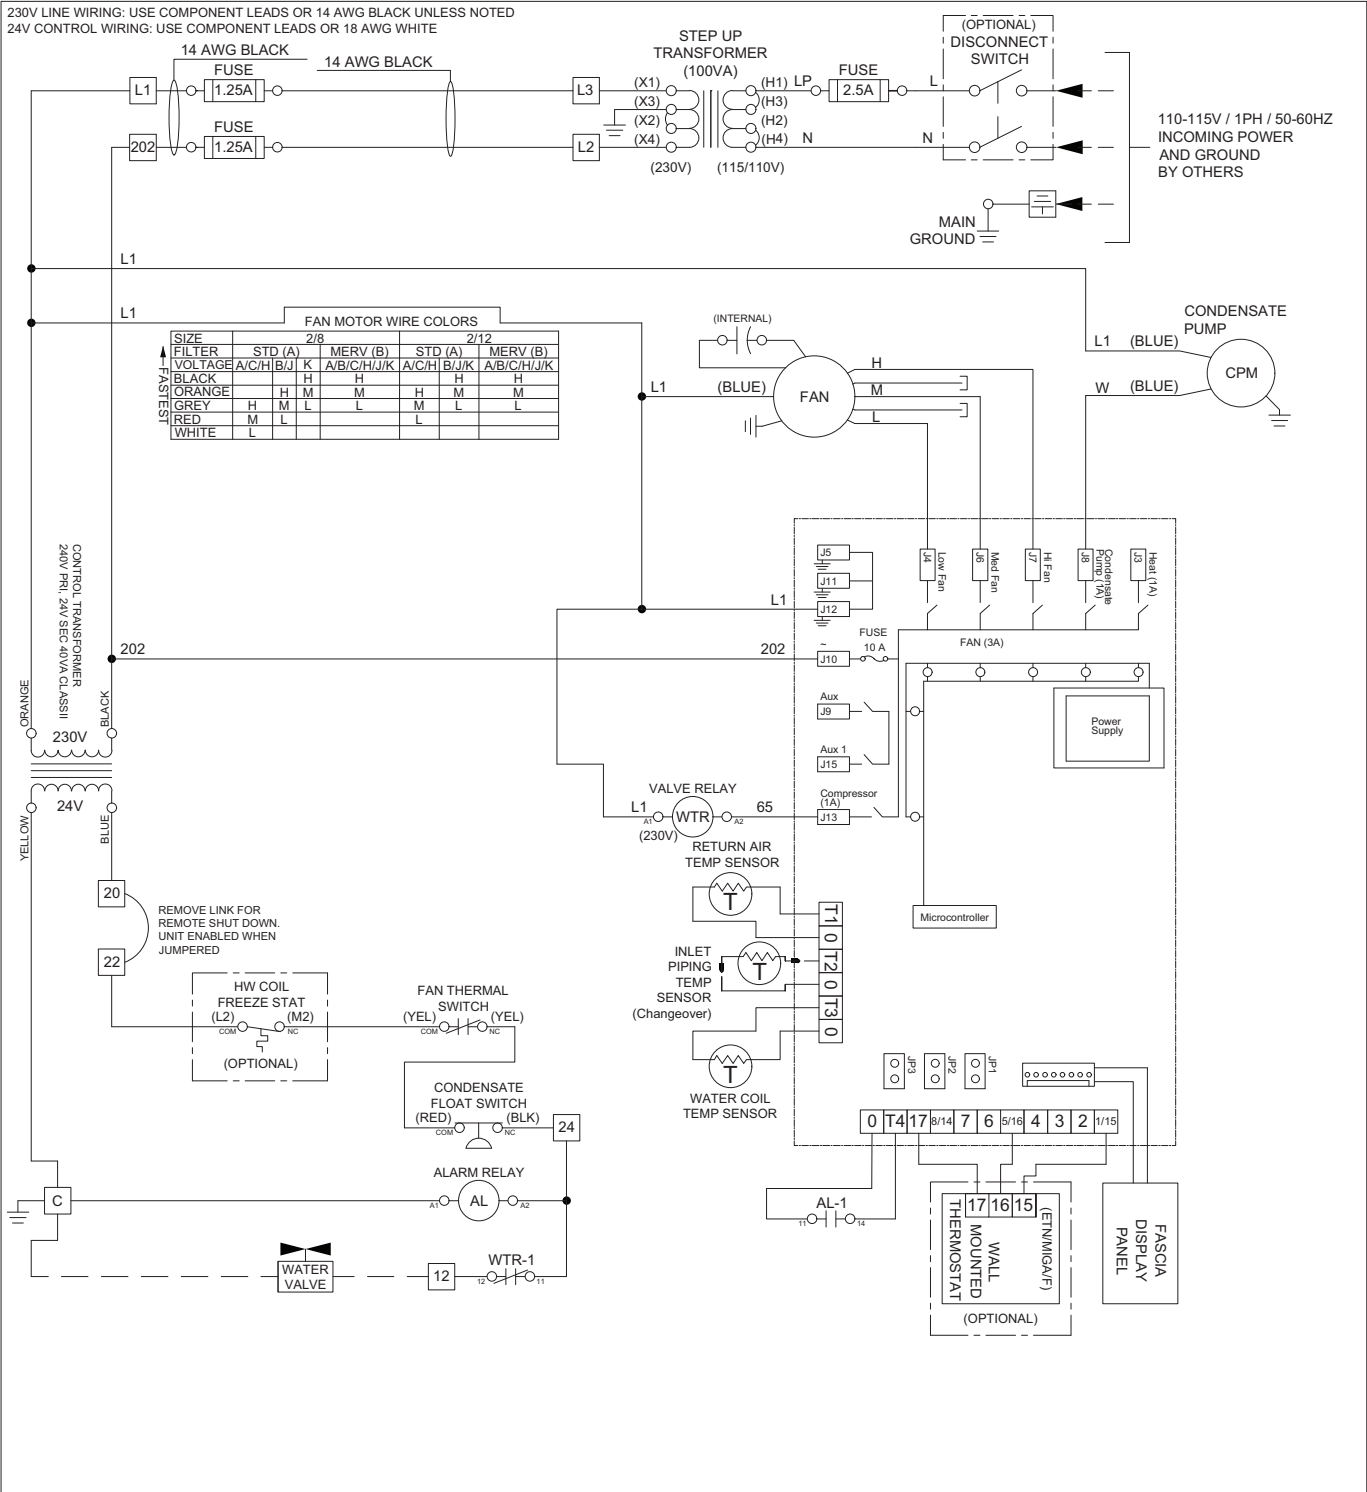 230V LINE WIRING: USE COMPONENT LEADS OR 14 AWG BLACK UNLESS NOTED
24V CONTROL WIRING: USE COMPONENT LEADS OR 18 AWG WHITE
14 AWG BLACK
14 AWG BLACK
L1
FUSE
1.25A
202
FUSE
1.25A
L3
L2
STEP UP
TRANSFORMER
(100VA)
(X1)
(X3)
(X2)
(X4)
(230V)
(H1)
(H3)
(H2)
(H4)
(115/110V)
LP
FUSE
2.5A
L
N
N
(OPTIONAL)
DISCONNECT
SWITCH
110-115V / 1PH / 50-60HZ
INCOMING POWER
AND GROUND
BY OTHERS
MAIN
GROUND
L1
L1
FAN MOTOR WIRE COLORS
SIZE 2/8 2/12
FILTER STD (A) MERV (B) STD (A) MERV (B)
VOLTAGE A/C/H B/J K A/B/C/H/J/K A/C/H B/J/K A/B/C/H/J/K
BLACK H H H H
ORANGE H M M H M M
GREY H M L L M L L
RED M L L
WHITE L
FASTEST
(INTERNAL)
L1 (BLUE)
FAN
H
M
L
CONDENSATE
PUMP
L1 (BLUE)
W (BLUE)
CPM
CONTROL TRANSFORMER
240V PRI, 24V SEC 40VA CLASSII
ORANGE
BLACK
230V
24V
YELLOW
BLUE
202
L1
202
J5
J11
J12
~
J10
FUSE
10 A
J4
Low Fan
J6
Med Fan
J7
Hi Fan
J8
Condensate
Pump (1A)
J3
Heat (1A)
FAN (3A)
Aux
J9
Aux 1
J15
Compressor
(1A)
J13
Power
Supply
Microcontroller
VALVE RELAY
L1
A1
WTR
A2
65
(230V)
RETURN AIR
TEMP SENSOR
T
INLET
PIPING
TEMP
SENSOR
(Changeover)
T
T
WATER COIL
TEMP SENSOR
T1
0
T2
0
T3
0
20
REMOVE LINK FOR
REMOTE SHUT DOWN.
UNIT ENABLED WHEN
JUMPERED
22
HW COIL
FREEZE STAT
(L2)
(M2)
COM
NC
(OPTIONAL)
FAN THERMAL
SWITCH
(YEL)
(YEL)
COM
NC
CONDENSATE
FLOAT SWITCH
(RED)
(BLK)
COM
NC
24
ALARM RELAY
C
A1
AL
A2
WATER
VALVE
12
WTR-1
12
11
JP3
JP2
JP1
0 T4 17 8/14 7 6 5/16 4 3 2 1/15
AL-1
11
14
17 16 15
(ETN/MIGA/F)
WALL
MOUNTED
THERMOSTAT
(OPTIONAL)
FASCIA
DISPLAY
PANEL